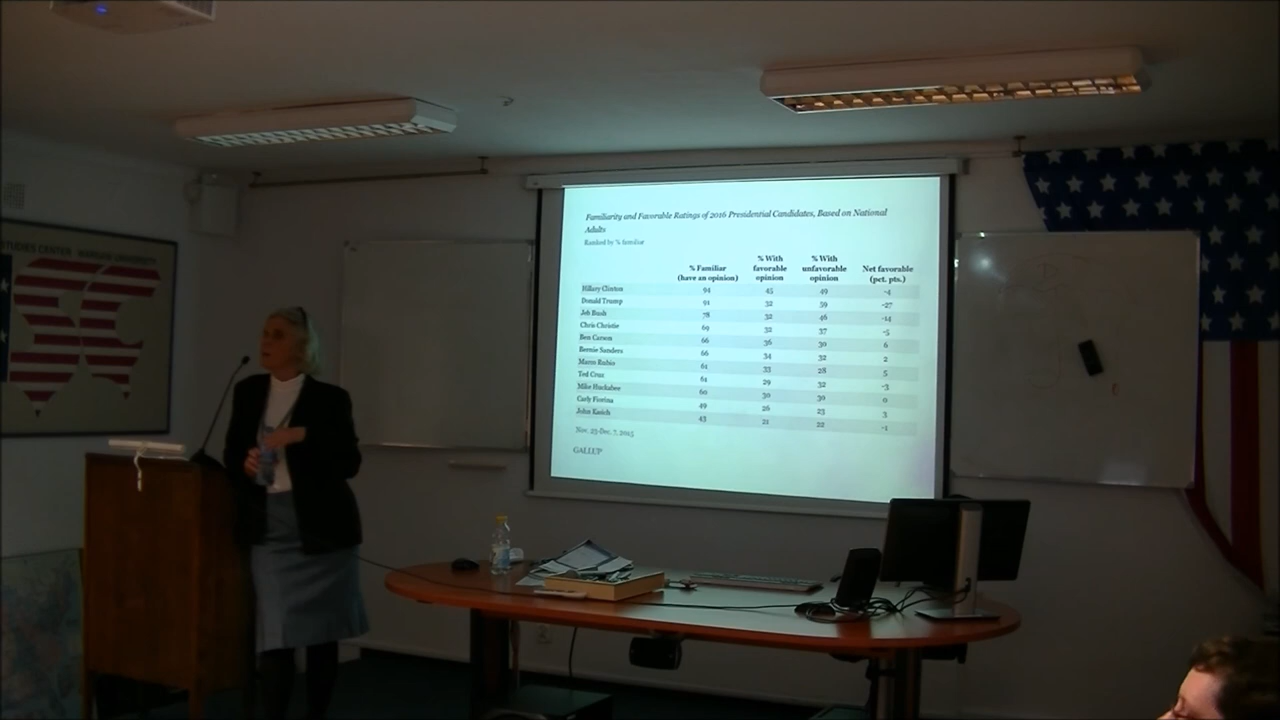 STUDIES CENTER, WARSAW UNIVERSITY
Familiarity and Favorable Ratings of 2016 Presidential Candidates, Based on National
Adults
Ranked by % familiar
% Familiar (have an opinion) % With favorable opinion % With unfavorable opinion Net favorable (pct. pts.)
Hillary Clinton 94 45 49 -4
Donald Trump 91 32 59 -27
Jeb Bush 78 32 46 -14
Chris Christie 69 32 37 -5
Ben Carson 66 36 30 6
Bernie Sanders 66 34 32 2
Marco Rubio 61 33 28 5
Ted Cruz 61 29 32 -3
Mike Huckabee 60 30 30 0
Carly Fiorina 49 26 23 3
John Kasich 43 21 22 -1
Nov. 23-Dec. 7, 2015
GALLUP